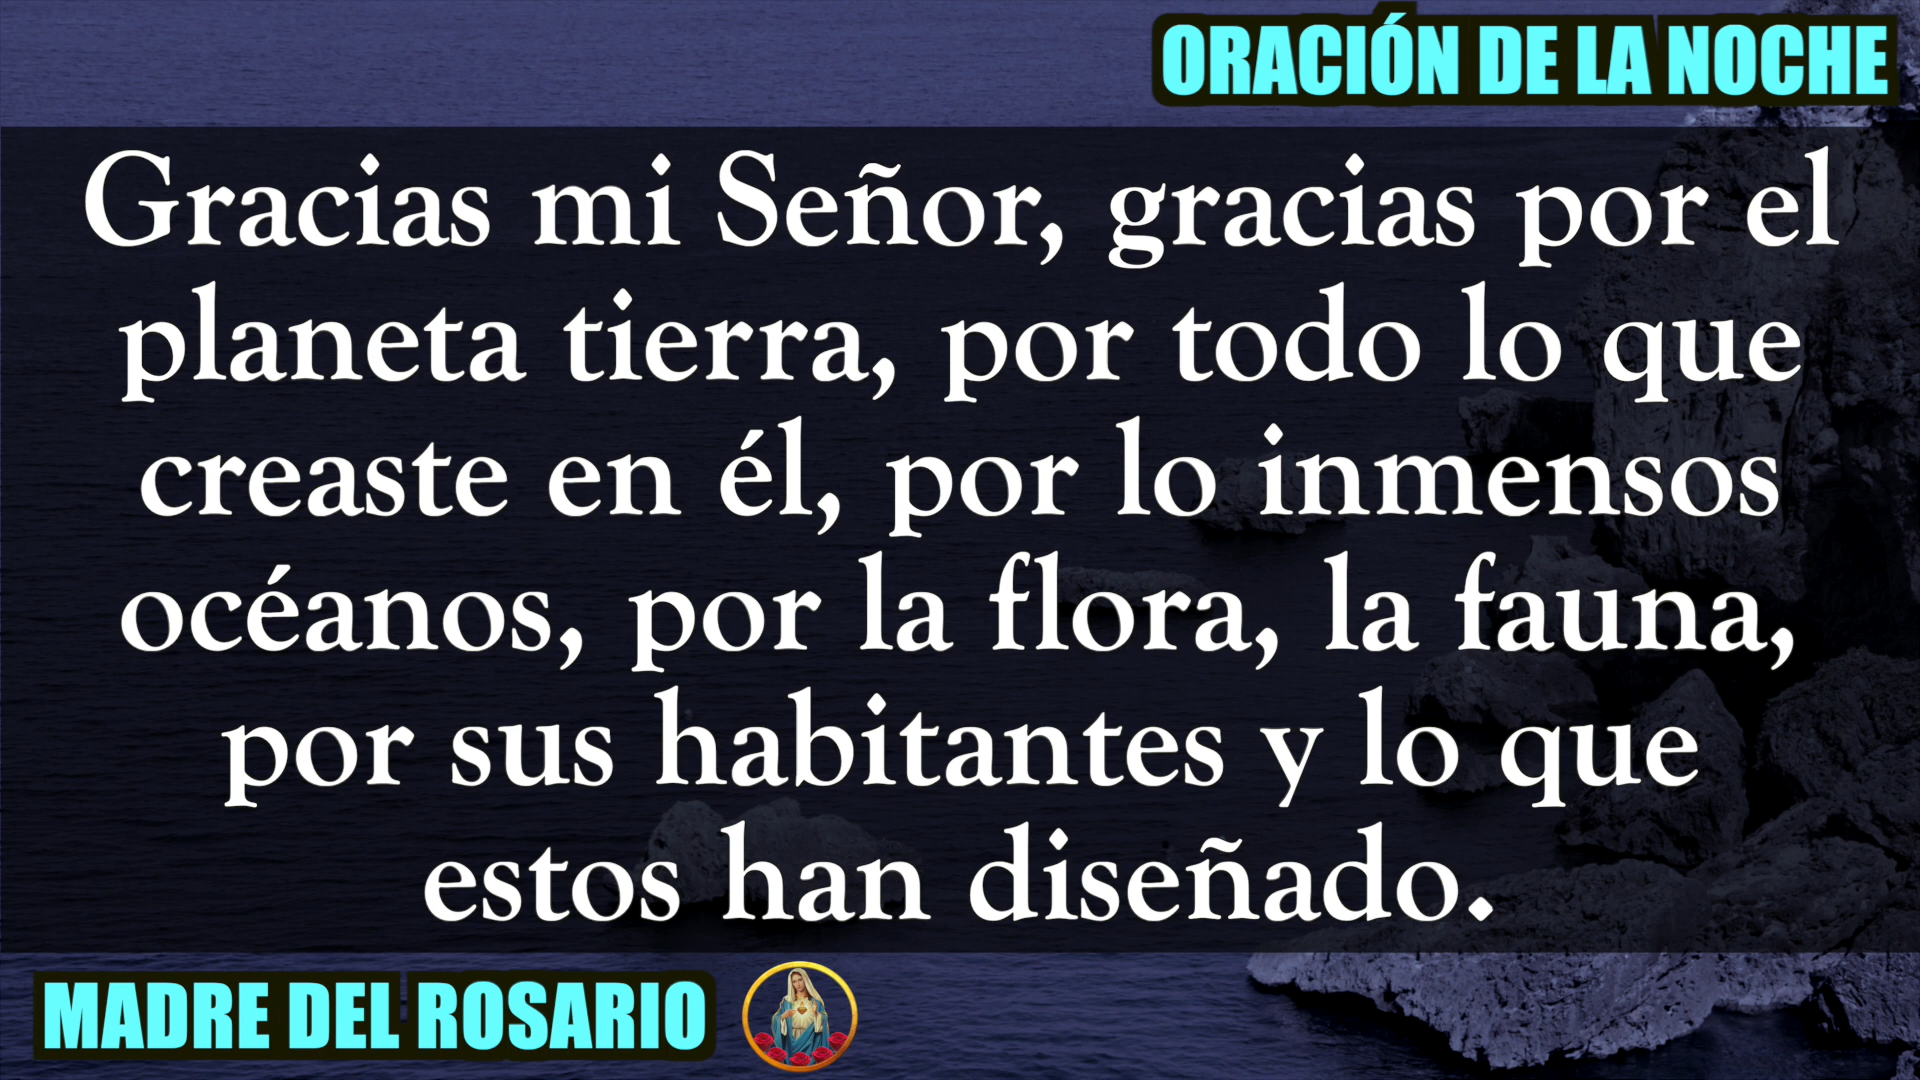 ORACIÓN DE LA NOCHE
Gracias mi Señor, gracias por el
planeta tierra, por todo lo que
creaste en él, por lo inmensos
océanos, por la flora, la fauna,
por sus habitantes y lo que
estos han diseñado.
MADRE DEL ROSARIO